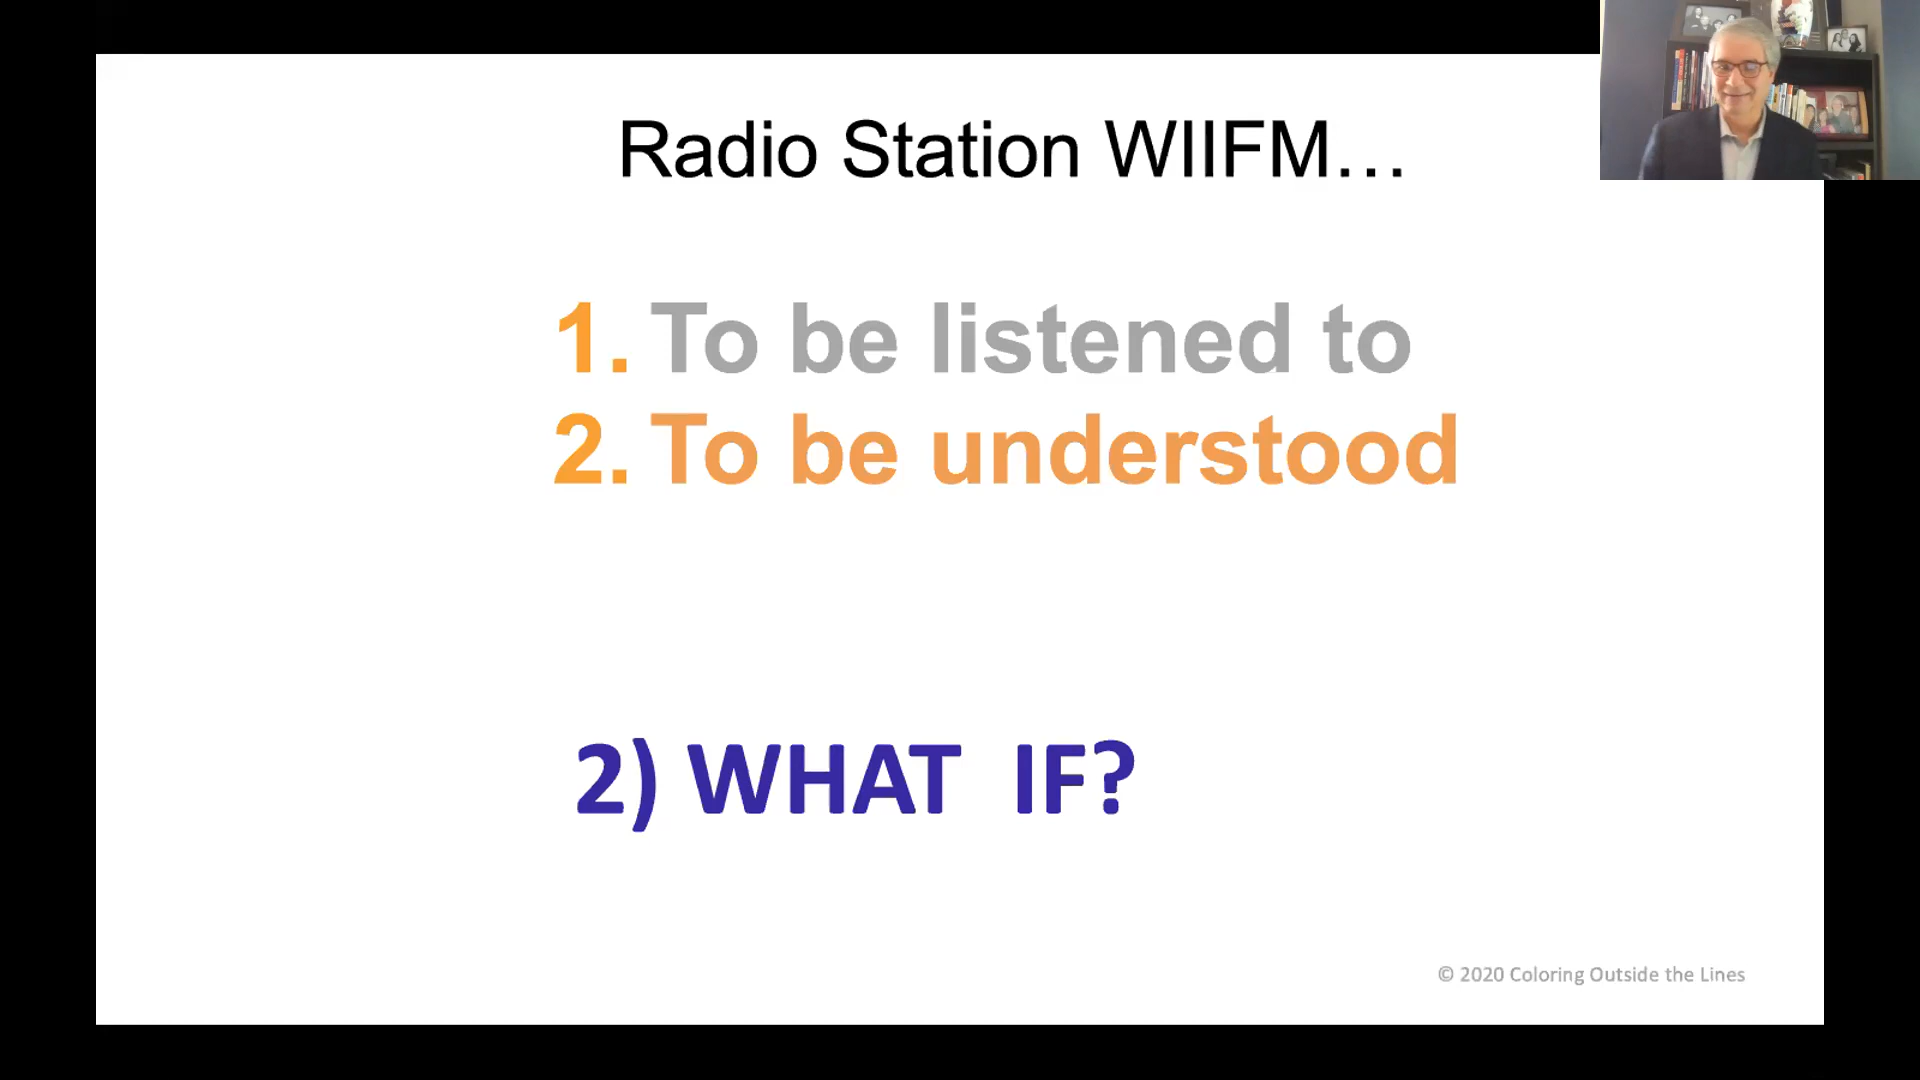 Radio Station WIIFM…
1. To be listened to
2. To be understood
2) WHAT IF?
© 2020 Coloring Outside the Lines